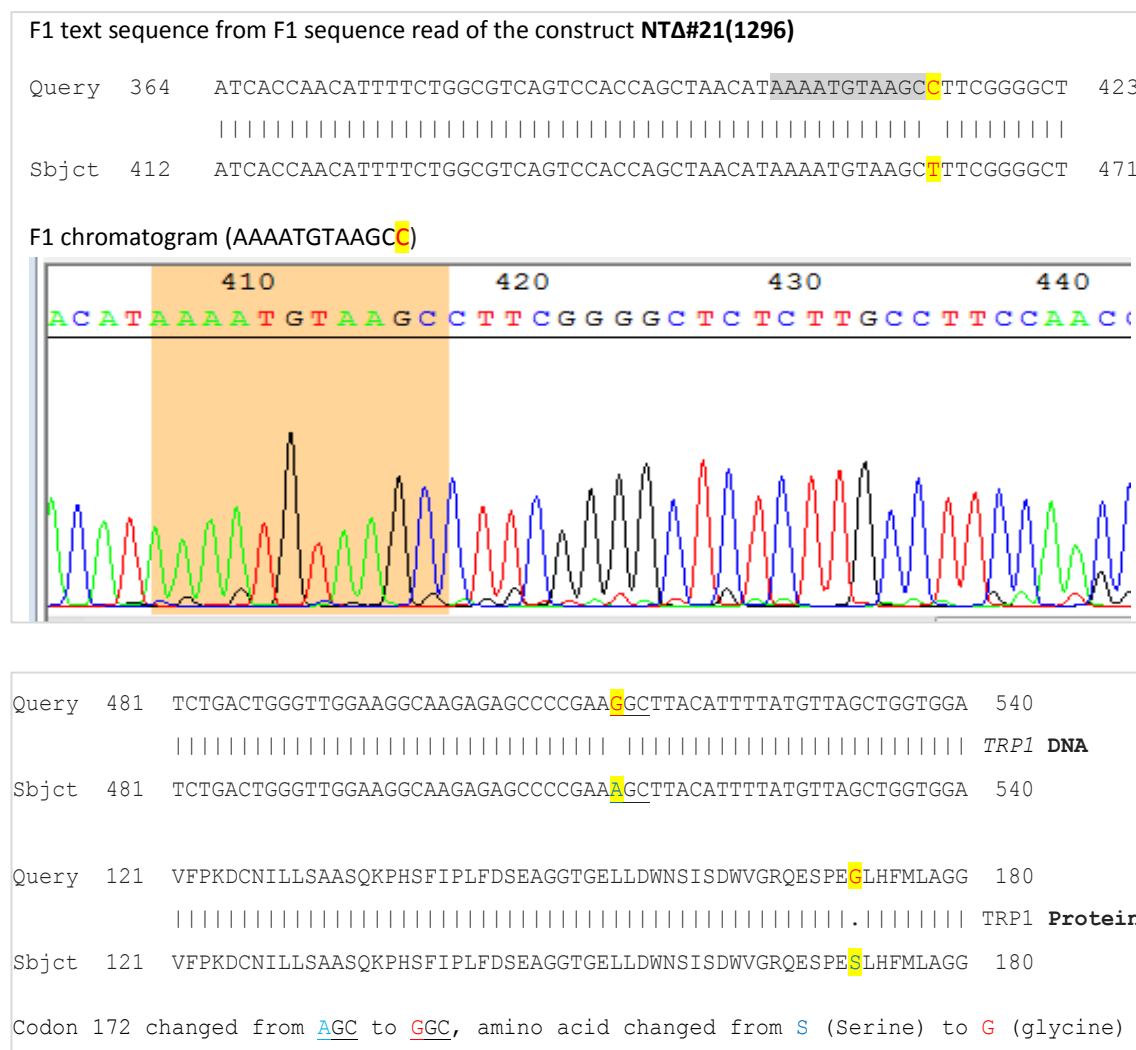 F1 text sequence from F1 sequence read of the construct NTΔ#21(1296)
Query 364 ATCACCAACATTTTCTGGCGTCAGTCCACCAGCTAACATAAAATGTAAGCCTTCGGGGCT 423
|||||||||||||||||||||||||||||||||||||||||||||||||| |||||||||
Sbjct 412 ATCACCAACATTTTCTGGCGTCAGTCCACCAGCTAACATAAAATGTAAGCTTTCGGGGCT 471
F1 chromatogram (AAAATGTAAGCC)
410 420 430 440
ACATAAAATGTAAGCCTTCGGGGCTCTCTTGCCTTCCAACC
Query 481 TCTGACTGGGTTGGAAGGCAAGAGAGCCCCGAAGGCTTACATTTTATGTTAGCTGGTGGA 540
||||||||||||||||||||||||||||||||| |||||||||||||||||||||||||| TRP1 DNA
Sbjct 481 TCTGACTGGGTTGGAAGGCAAGAGAGCCCCGAAAGCTTACATTTTATGTTAGCTGGTGGA 540
Query 121 VFPKDCNILLSAASQKPHSFIPLFDSEAGGTGELLDWNSISDWVGRQESPEGLHFMLAGG 180
|||||||||||||||||||||||||||||||||||||||||||||||||||.|||||||| TRP1 Protein
Sbjct 121 VFPKDCNILLSAASQKPHSFIPLFDSEAGGTGELLDWNSISDWVGRQESPESLHFMLAGG 180
Codon 172 changed from AGC to GGC, amino acid changed from S (Serine) to G (glycine)